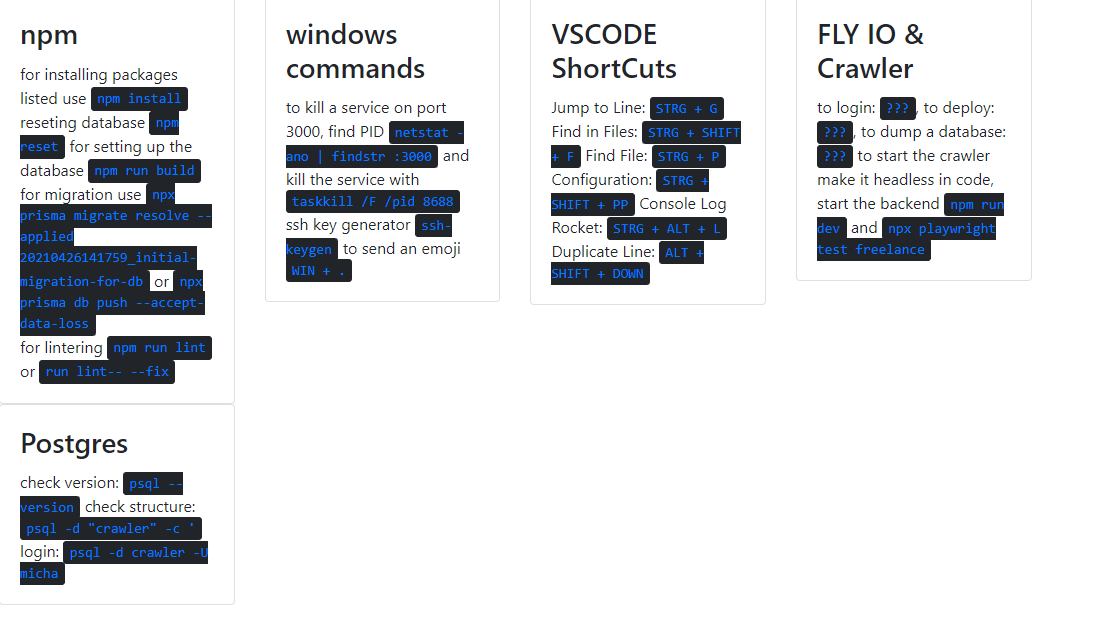 npm
for installing packages
listed use npm install
reseting database npm
reset for setting up the
database npm run build
for migration use npx
prisma migrate resolve --
applied
20210426141759_initial-
migration-for-db or npx
prisma db push --accept-
data-loss
for lintering npm run lint
or run lint-- --fix
Postgres
check version: psql --
version check structure:
psql -d "crawler" -c '
login: psql -d crawler -U
micha
windows
commands
to kill a service on port
3000, find PID netstat -
ano | findstr :3000 and
kill the service with
taskkill /F /pid 8688
ssh key generator ssh-
keygen to send an emoji
WIN + .
VSCODE
ShortCuts
Jump to Line: STRG + G
Find in Files: STRG + SHIFT
+ F Find File: STRG + P
Configuration: STRG +
SHIFT + PP Console Log
Rocket: STRG + ALT + L
Duplicate Line: ALT +
SHIFT + DOWN
FLY IO &
Crawler
to login: ???, to deploy:
???, to dump a database:
??? to start the crawler
make it headless in code,
start the backend npm run
dev and npx playwright
test freelance